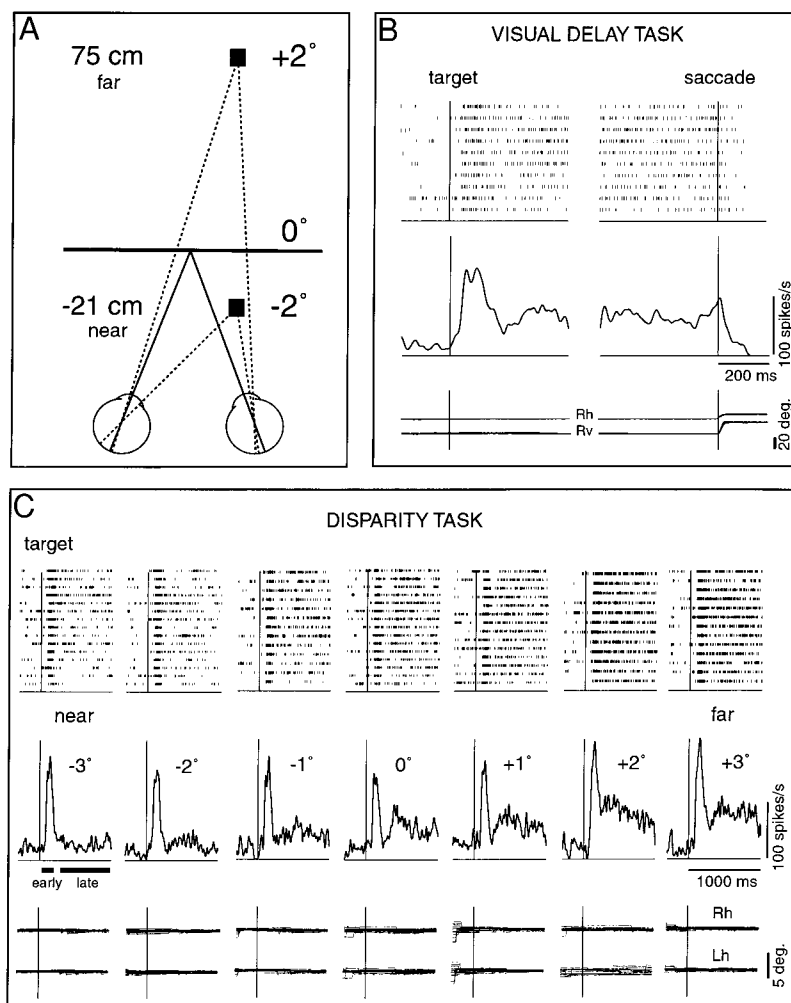 A
75 cm
far
+2°
0°
-21 cm
near
-2°
B
VISUAL DELAY TASK
target
saccade
100 spikes/s
200 ms
Rh
Rv
20 deg.
C
DISPARITY TASK
target
near
far
-3°
-2°
-1°
0°
+1°
+2°
+3°
100 spikes/s
early
late
1000 ms
Rh
Lh
5 deg.